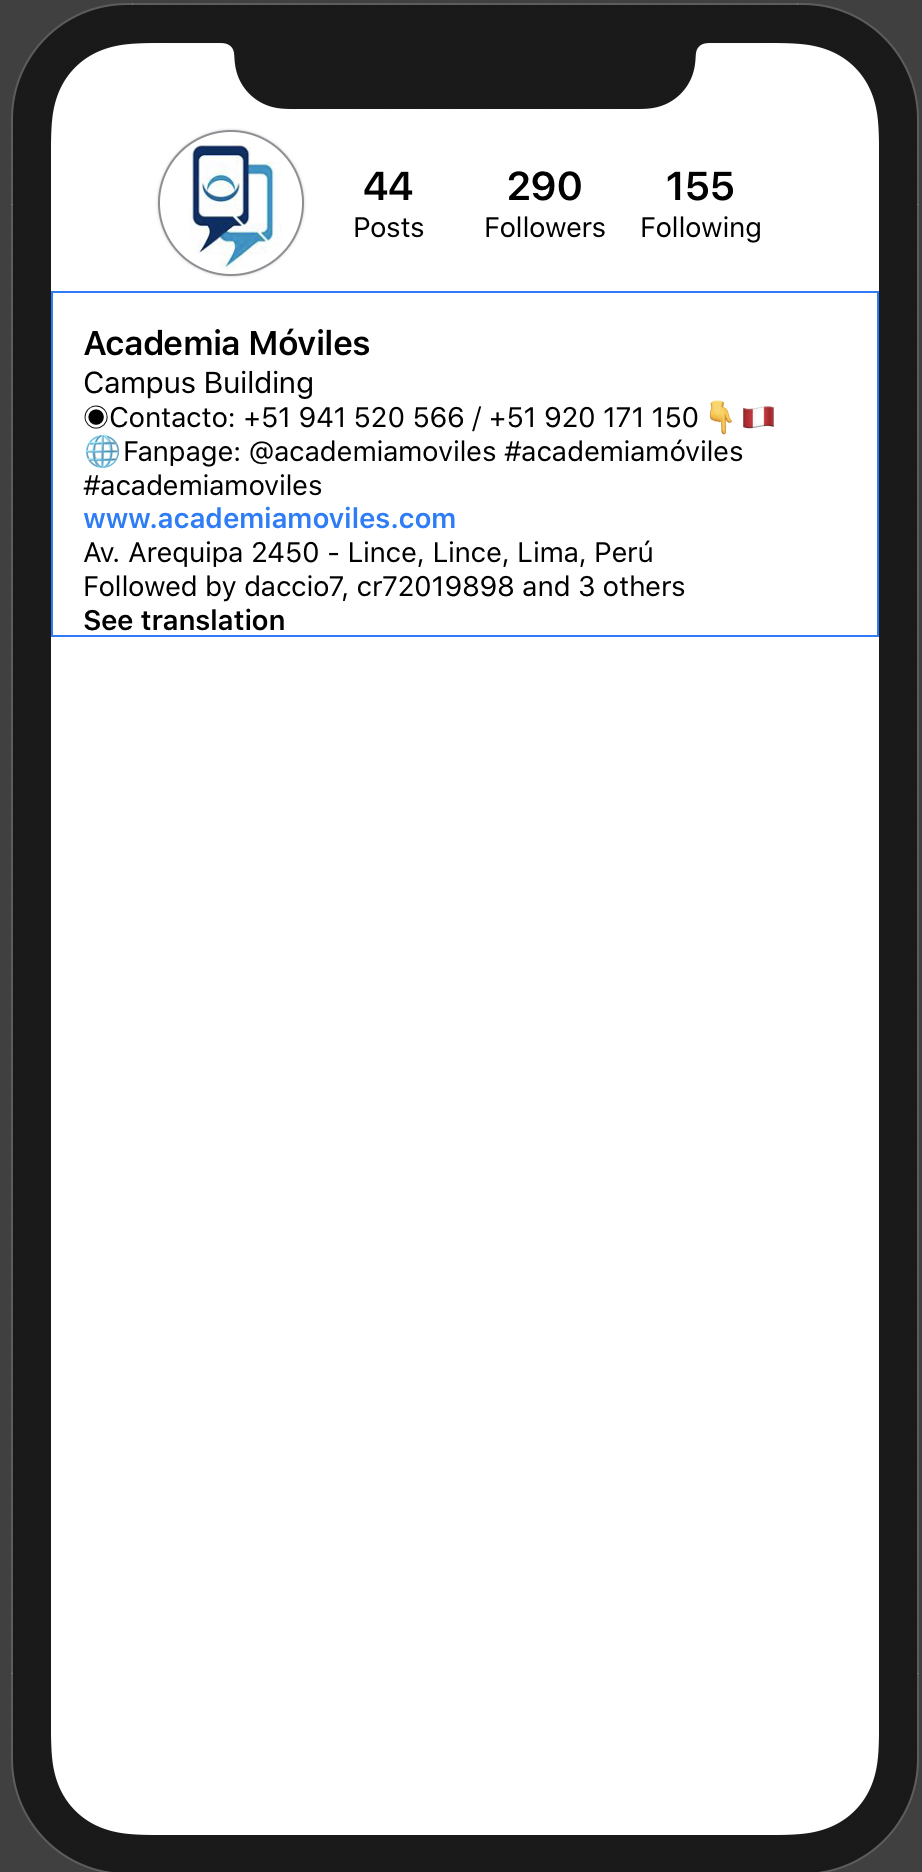 44 290 155
Posts Followers Following
Academia Móviles
Campus Building
◉Contacto: +51 941 520 566 / +51 920 171 150 👇 🇵🇪
🌐Fanpage: @academiamoviles #academiamóviles
#academiamoviles
www.academiamoviles.com
Av. Arequipa 2450 - Lince, Lince, Lima, Perú
Followed by daccio7, cr72019898 and 3 others
See translation